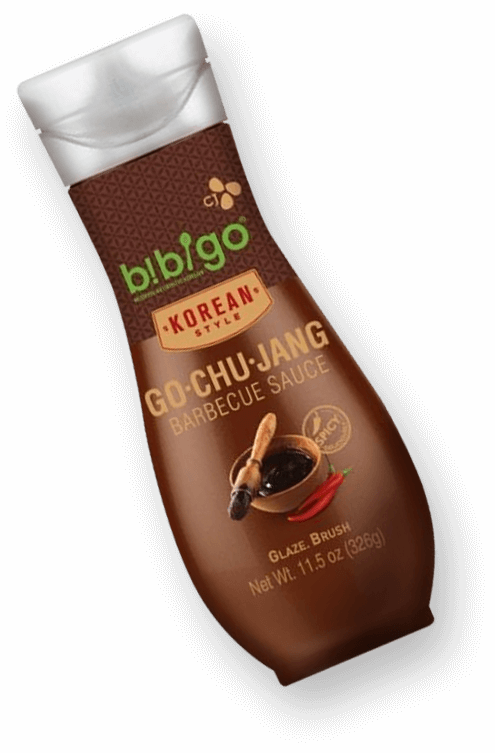 CJ
bibigo®
KOREAN
STYLE
GO·CHU·JANG
BARBECUE SAUCE
SPICY
GLAZE. BRUSH
Net Wt. 11.5 oz (326g)